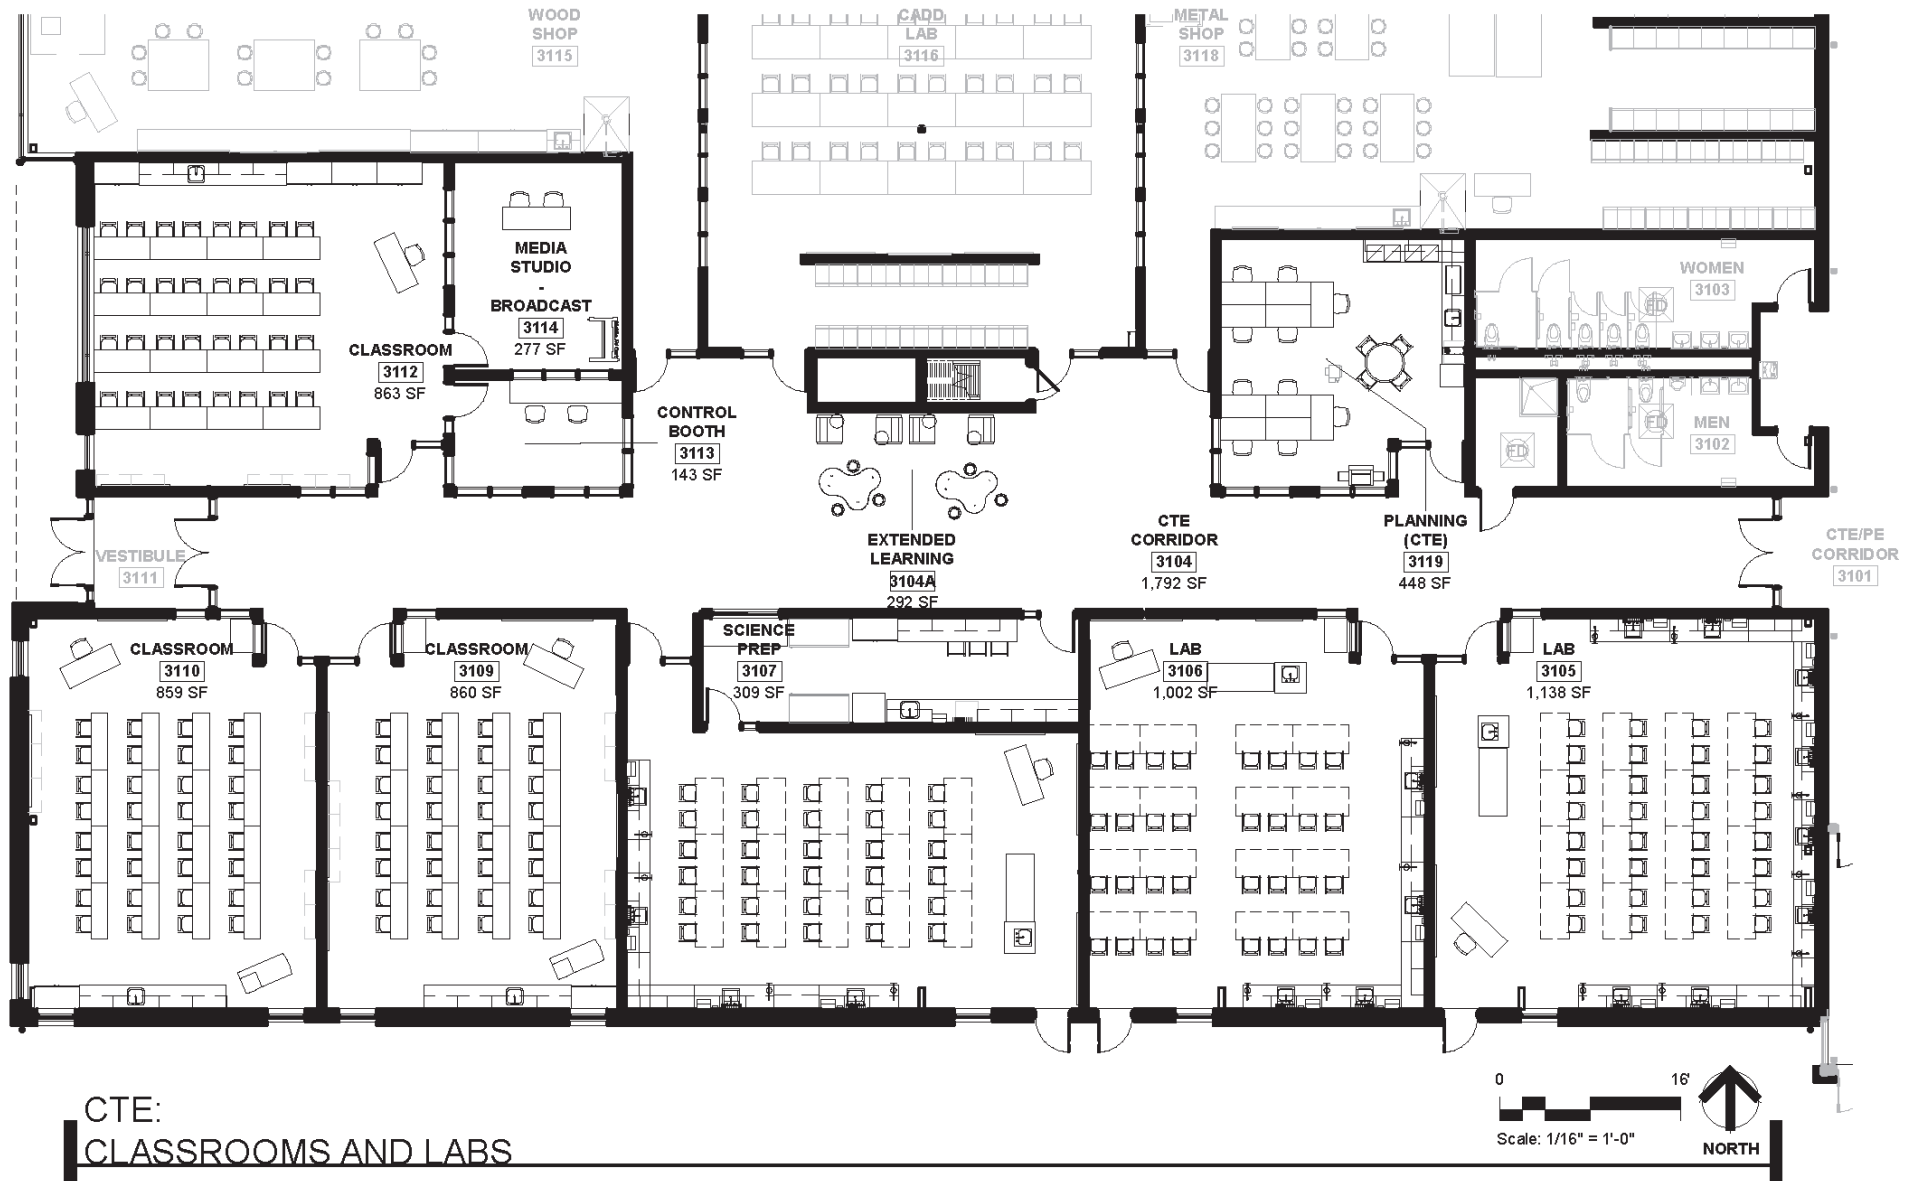 WOOD
SHOP
3115
CADD
LAB
3116
METAL
SHOP
3118
MEDIA
STUDIO
-
BROADCAST
3114
277 SF
CLASSROOM
3112
863 SF
CONTROL
BOOTH
3113
143 SF
WOMEN
3103
FD
MEN
3102
FD
FD
VESTIBULE
3111
EXTENDED
LEARNING
3104A
292 SF
CTE
CORRIDOR
3104
1,792 SF
PLANNING
(CTE)
3119
448 SF
CTE/PE
CORRIDOR
3101
CLASSROOM
3110
859 SF
CLASSROOM
3109
860 SF
SCIENCE
PREP
3107
309 SF
LAB
3106
1,002 SF
LAB
3105
1,138 SF
0 16'
Scale: 1/16" = 1'-0"
NORTH
CTE:
CLASSROOMS AND LABS